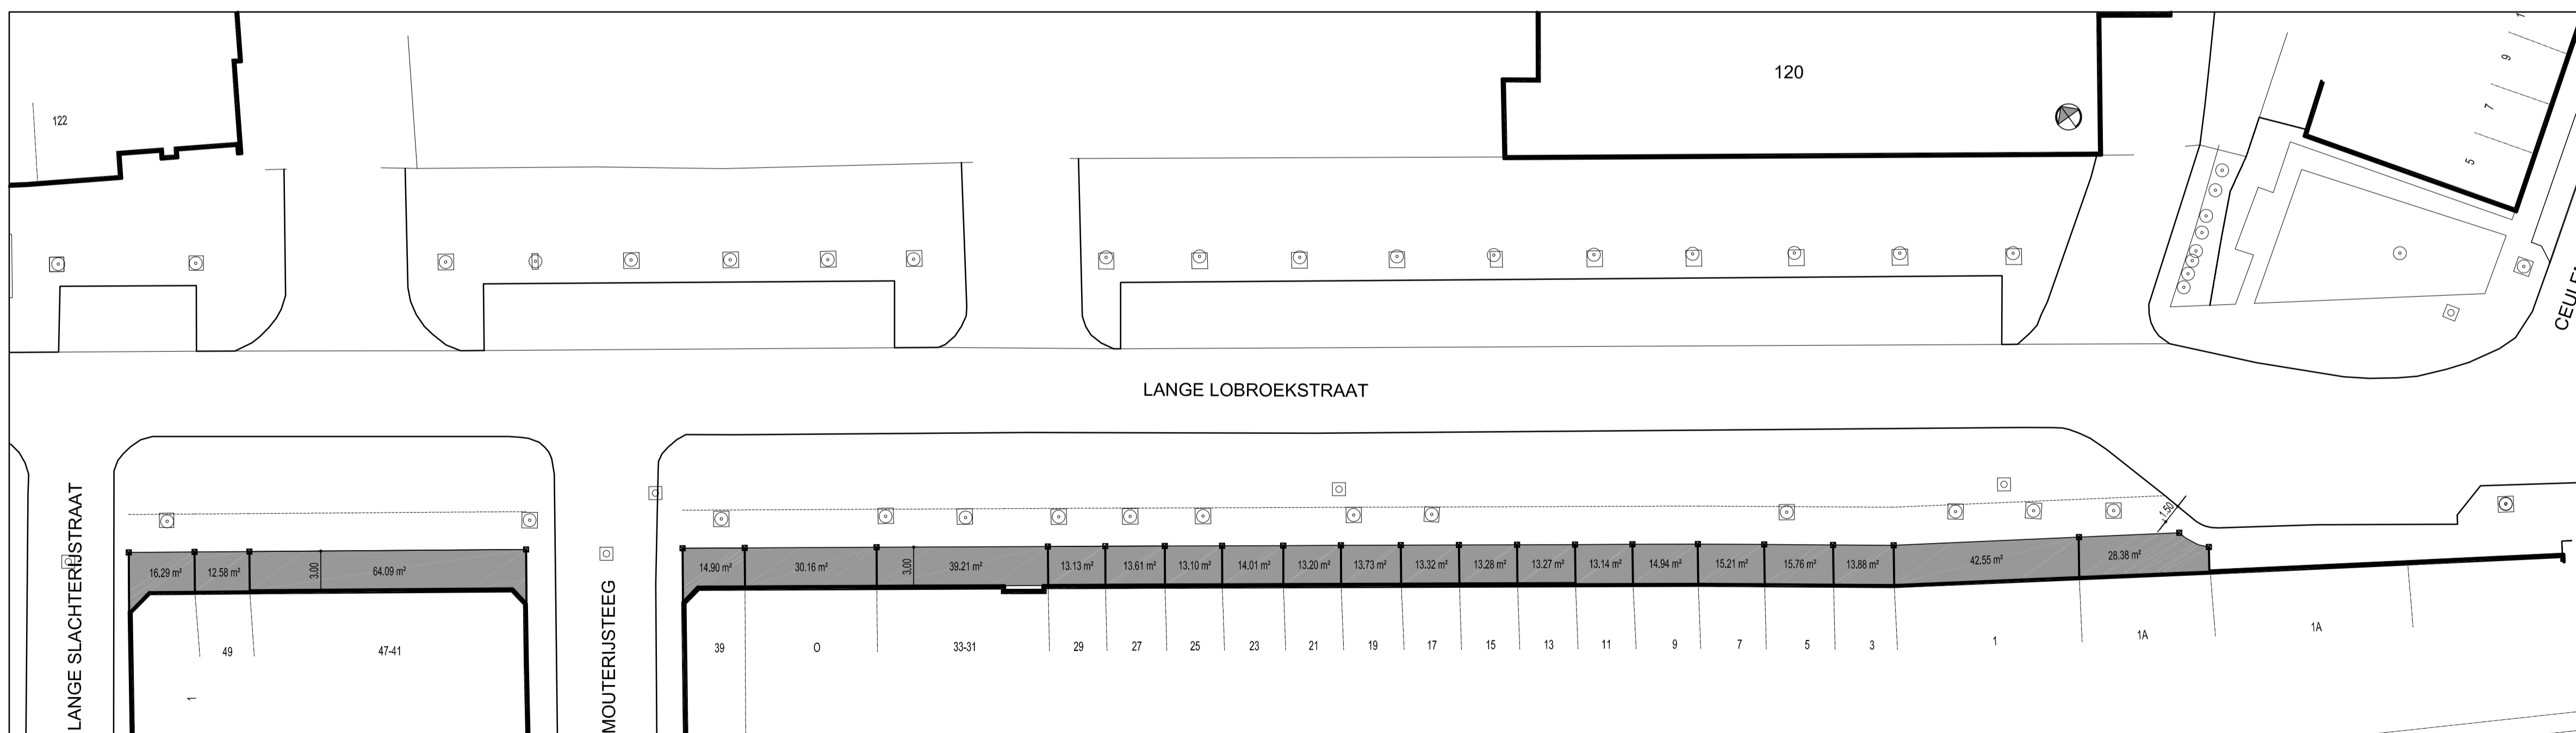 122
120
1
9
7
5
LANGE LOBROEKSTRAAT
LANGE SLACHTERIJSTRAAT
MOUTERIJSTEEG
1.50
16,29 m²
12.58 m²
3.00
64.09 m²
14.90 m²
30.16 m²
3.00
39.21 m²
13.13 m²
13.61 m²
13.10 m²
14.01 m²
13.20 m²
13.73 m²
13.32 m²
13.28 m²
13.27 m²
13.14 m²
14.94 m²
15.21 m²
15.76 m²
13.88 m²
42.55 m²
28.38 m²
1
49
47-41
39
O
33-31
29
27
25
23
21
19
17
15
13
11
9
7
5
3
1
1A
1A